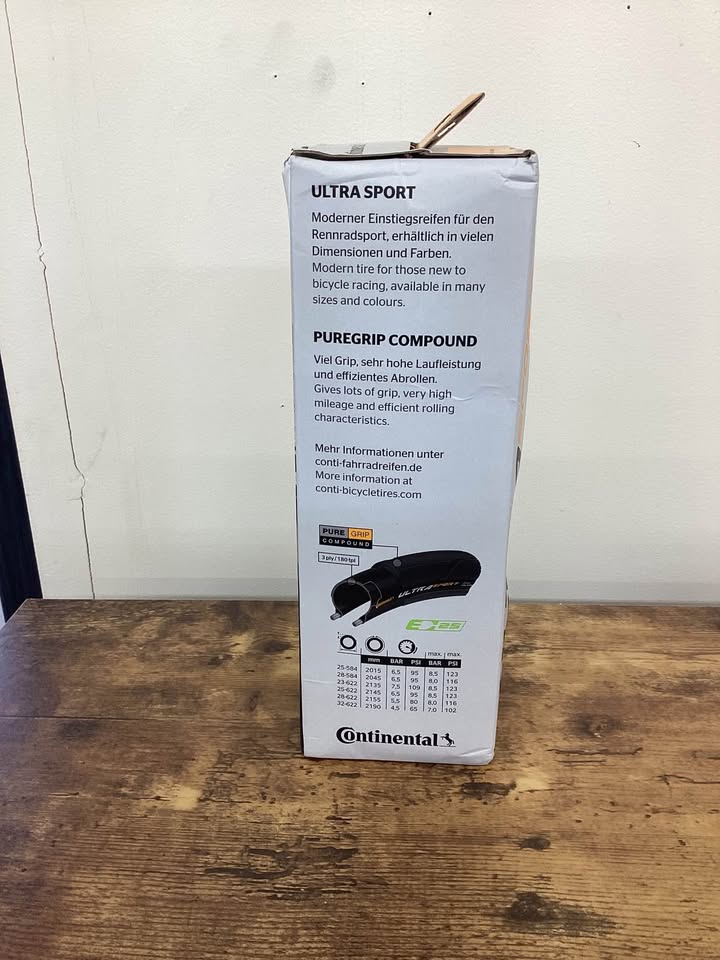 ULTRA SPORT
Moderner Einstiegsreifen für den
Rennradsport, erhältlich in vielen
Dimensionen und Farben.
Modern tire for those new to
bicycle racing, available in many
sizes and colours.
PUREGRIP COMPOUND
Viel Grip, sehr hohe Laufleistung
und effizientes Abrollen.
Gives lots of grip, very high
mileage and efficient rolling
characteristics.
Mehr Informationen unter
conti-fahrradreifen.de
More information at
conti-bicycletires.com
PURE GRIP
COMPOUND
3 ply / 180 tpi
ULTRA SPORT
E 25
max. max.
mm BAR PSI BAR PSI
25-584 2015 6,5 95 8,5 123
28-584 2045 6,5 95 8,0 116
23-622 2135 7,5 109 8,5 123
25-622 2145 6,5 95 8,5 123
28-622 2155 5,5 80 8,0 116
32-622 2190 4,5 65 7,0 102
Continental